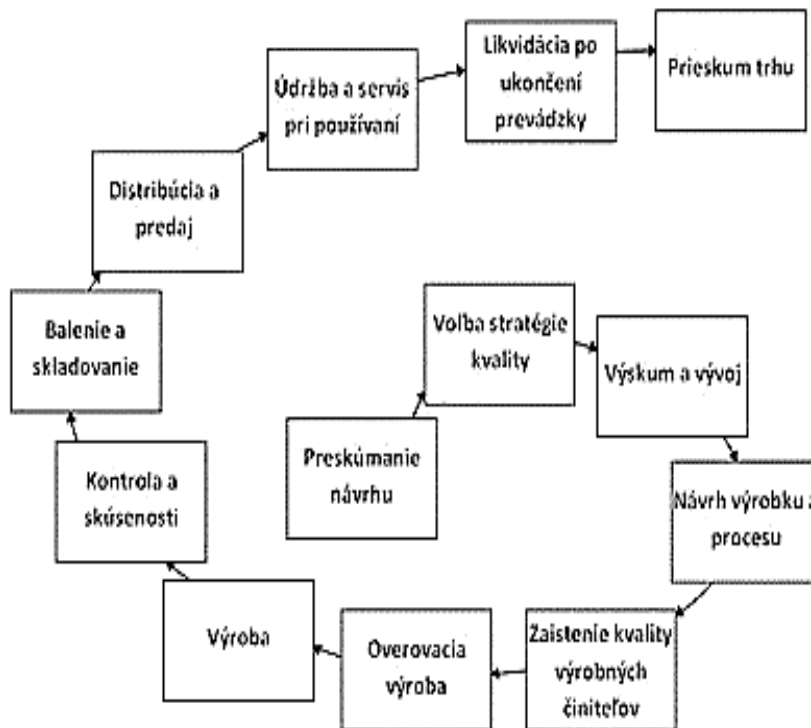 Likvidácia po
ukončení
prevádzky
Prieskum trhu
Údržba a servis
pri používaní
Distribúcia a
predaj
Balenie a
skladovanie
Voľba stratégie
kvality
Výskum a vývoj
Preskúmanie
návrhu
Kontrola a
skúsenosti
Návrh výrobku a
procesu
Výroba
Overovacia
výroba
Zaistenie kvality
výrobných
činiteľov